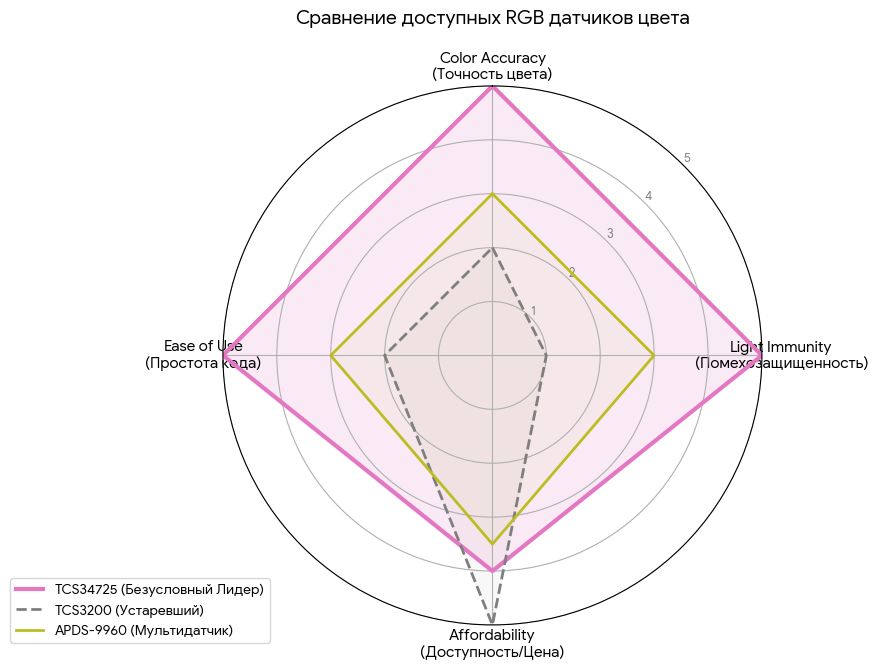 Сравнение доступных RGB датчиков цвета
Color Accuracy
(Точность цвета)
5
4
3
2
1
Ease of Use
(Простота кода)
Light Immunity
(Помехозащищенность)
Affordability
(Доступность/Цена)
TCS34725 (Безусловный Лидер)
TCS3200 (Устаревший)
APDS-9960 (Мультидатчик)